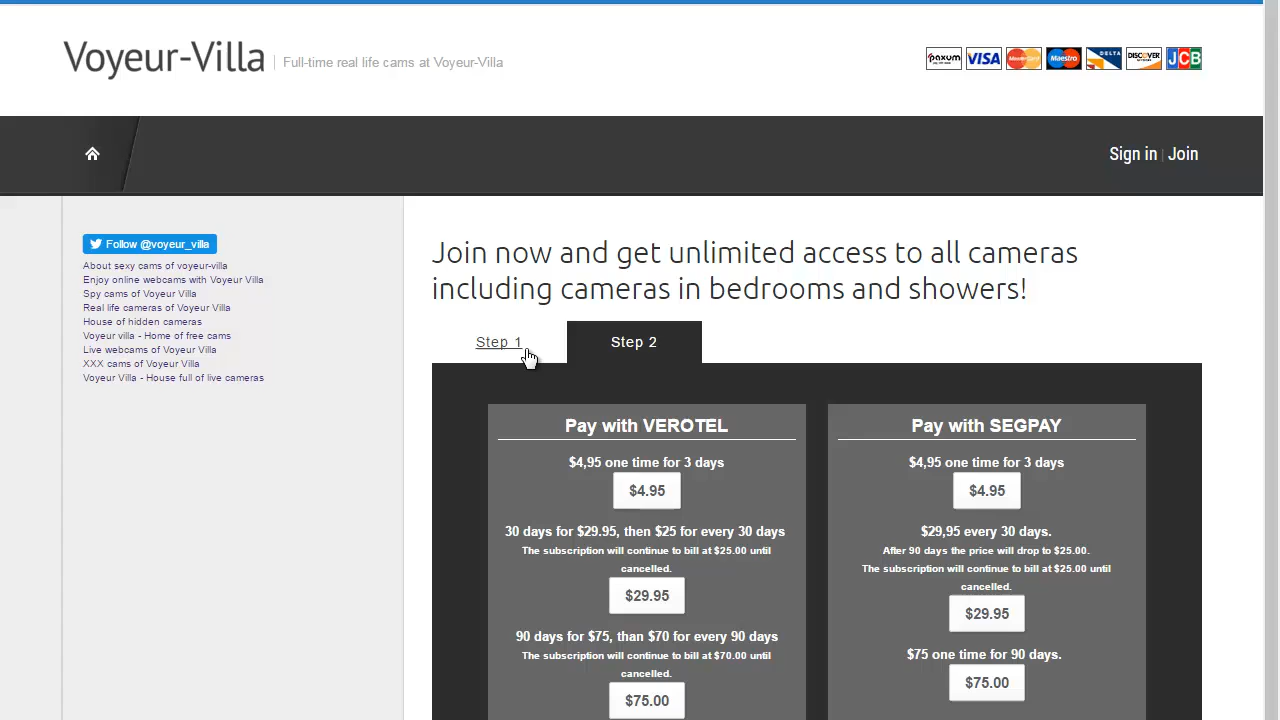 Voyeur-Villa
Full-time real life cams at Voyeur-Villa
paxum
VISA
MasterCard
Maestro
DELTA
DISCOVER
JCB
Sign in | Join
Follow @voyeur_villa
About sexy cams of voyeur-villa
Enjoy online webcams with Voyeur Villa
Spy cams of Voyeur Villa
Real life cameras of Voyeur Villa
House of hidden cameras
Voyeur villa - Home of free cams
Live webcams of Voyeur Villa
XXX cams of Voyeur Villa
Voyeur Villa - House full of live cameras
Join now and get unlimited access to all cameras
including cameras in bedrooms and showers!
Step 1
Step 2
Pay with VEROTEL
$4,95 one time for 3 days
$4.95
30 days for $29.95, then $25 for every 30 days
The subscription will continue to bill at $25.00 until
cancelled.
$29.95
90 days for $75, than $70 for every 90 days
The subscription will continue to bill at $70.00 until
cancelled.
$75.00
Pay with SEGPAY
$4,95 one time for 3 days
$4.95
$29,95 every 30 days.
After 90 days the price will drop to $25.00.
The subscription will continue to bill at $25.00 until
cancelled.
$29.95
$75 one time for 90 days.
$75.00